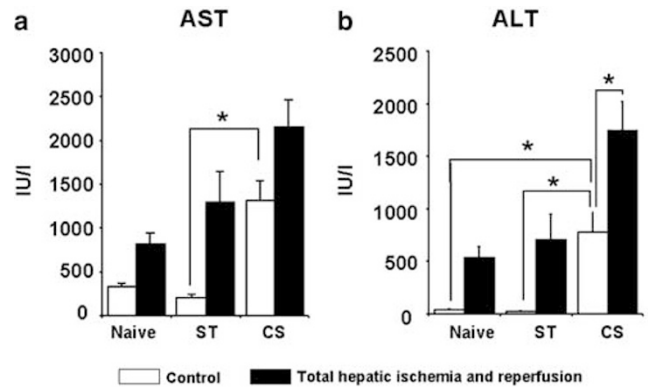 a AST
IU/l
3000
2500
2000
1500
1000
500
0
*
Naive ST CS
b ALT
IU/l
2500
2000
1500
1000
500
0
*
*
*
Naive ST CS
Control Total hepatic ischemia and reperfusion